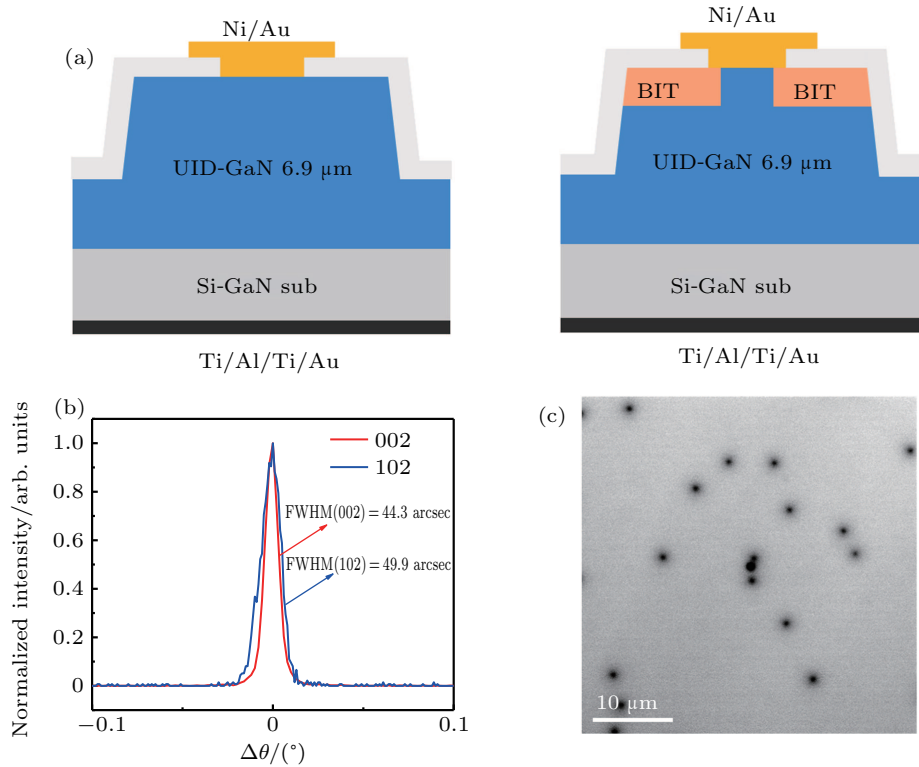 Ni/Au
Ni/Au
(a)
BIT
BIT
UID-GaN 6.9 μm
UID-GaN 6.9 μm
Si-GaN sub
Si-GaN sub
Ti/Al/Ti/Au
Ti/Al/Ti/Au
(b)
Normalized intensity/arb. units
1.0
0.8
0.6
0.4
0.2
0
002
102
FWHM(002) = 44.3 arcsec
FWHM(102) = 49.9 arcsec
−0.1
0
0.1
Δθ/(°)
(c)
10 μm